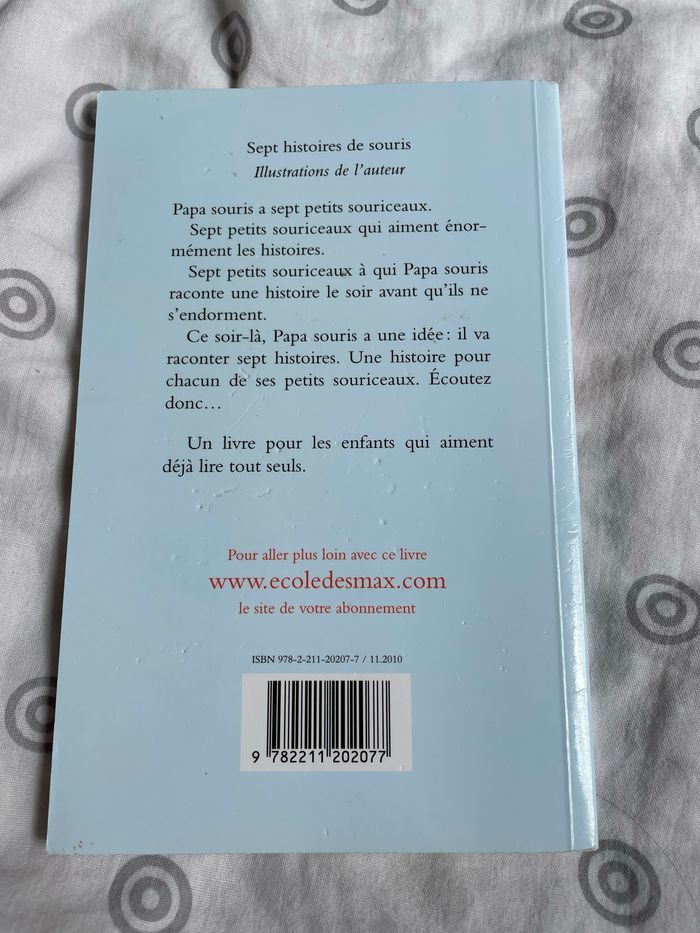 Sept histoires de souris
Illustrations de l'auteur
Papa souris a sept petits souriceaux.
Sept petits souriceaux qui aiment énor-
mément les histoires.
Sept petits souriceaux à qui Papa souris
raconte une histoire le soir avant qu'ils ne
s'endorment.
Ce soir-là, Papa souris a une idée : il va
raconter sept histoires. Une histoire pour
chacun de ses petits souriceaux. Écoutez
donc…
Un livre pour les enfants qui aiment
déjà lire tout seuls.
Pour aller plus loin avec ce livre
www.ecoledesmax.com
le site de votre abonnement
ISBN 978-2-211-20207-7 / 11.2010
9 782211 202077